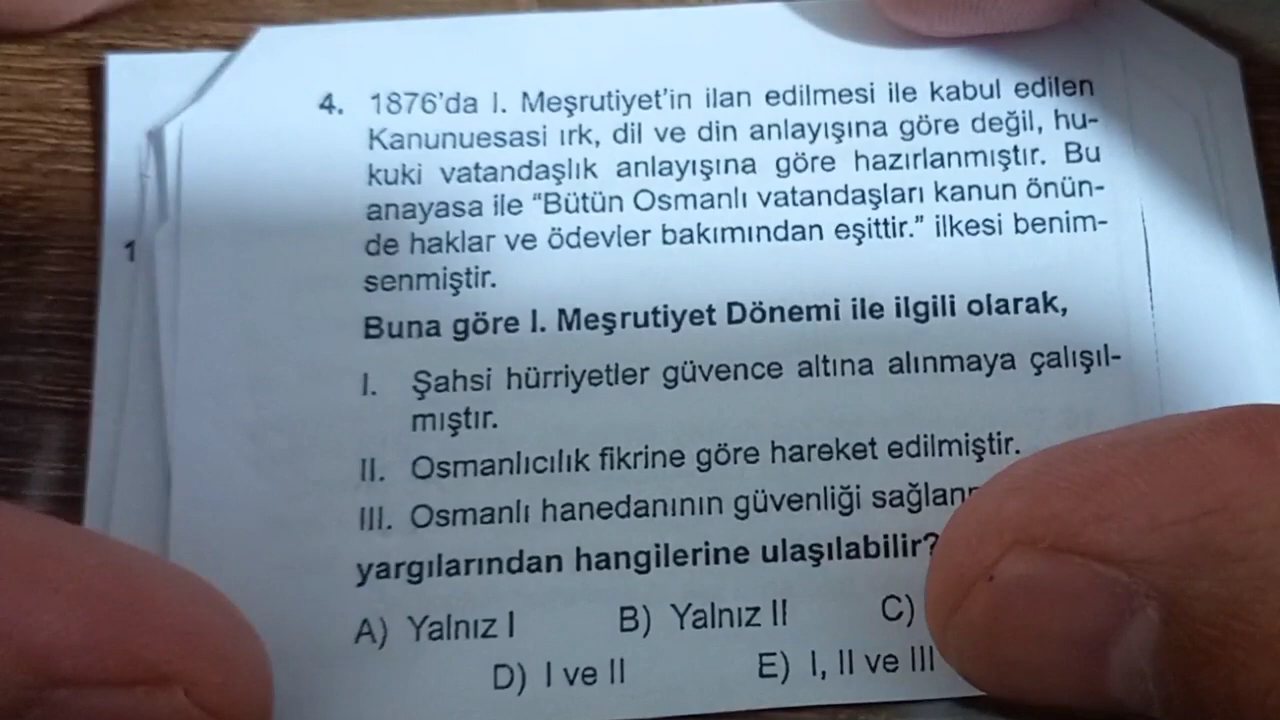 4. 1876'da I. Meşrutiyet'in ilan edilmesi ile kabul edilen
Kanunuesasi ırk, dil ve din anlayışına göre değil, hu-
kuki vatandaşlık anlayışına göre hazırlanmıştır. Bu
anayasa ile “Bütün Osmanlı vatandaşları kanun önün-
de haklar ve ödevler bakımından eşittir.” ilkesi benim-
senmiştir.
Buna göre I. Meşrutiyet Dönemi ile ilgili olarak,
I. Şahsi hürriyetler güvence altına alınmaya çalışıl-
mıştır.
II. Osmanlıcılık fikrine göre hareket edilmiştir.
III. Osmanlı hanedanının güvenliği
yargılarından hangilerine ulaşılabilir?
A) Yalnız I B) Yalnız II C)
D) I ve II E) I, II ve III
1